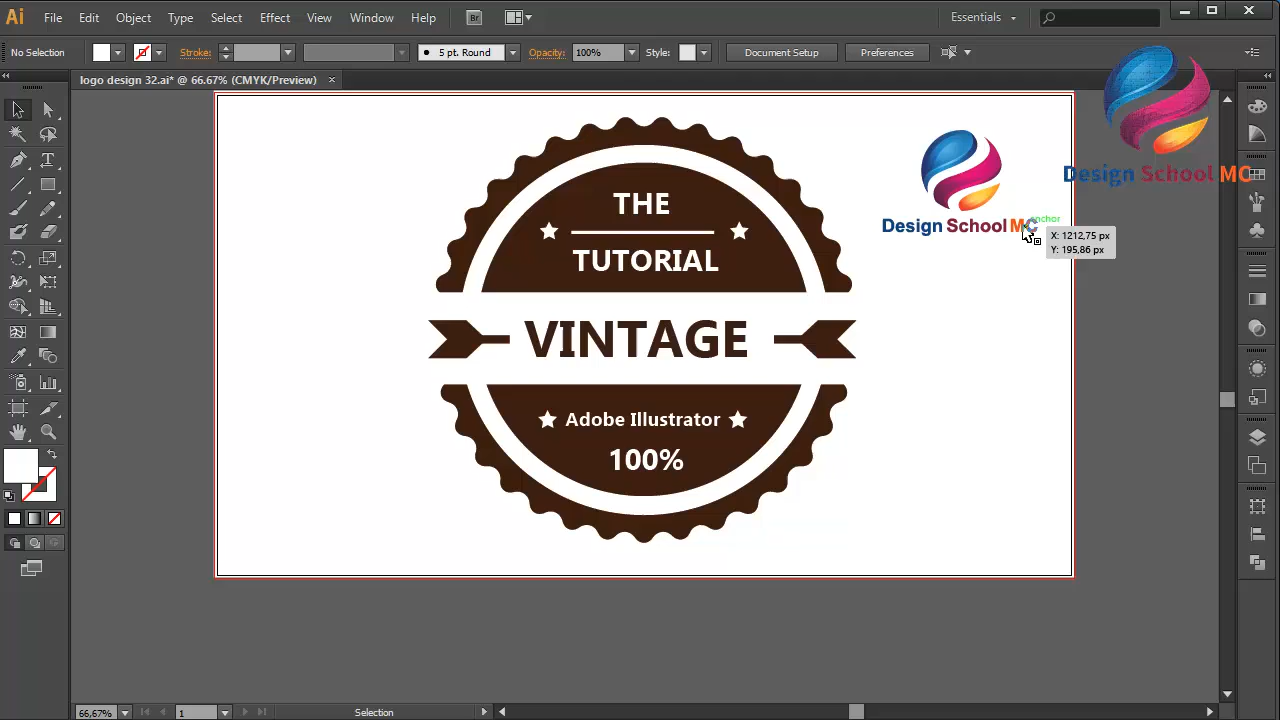 Ai File Edit Object Type Select Effect View Window Help Br Essentials
No Selection Stroke: 5 pt. Round Opacity: 100% Style: Document Setup Preferences
logo design 32.ai* @ 66.67% (CMYK/Preview) ×
THE
TUTORIAL
VINTAGE
Adobe Illustrator
100%
Design School MC
Design School MC
anchor
X: 1212,75 px
Y: 195,86 px
66,67% 1 Selection